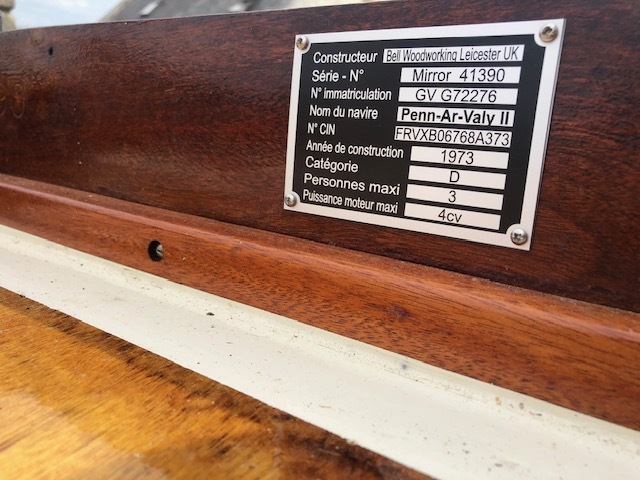 Constructeur Bell Woodworking Leicester UK
Série - N° Mirror 41390
N° immatriculation GV G72276
Nom du navire Penn-Ar-Valy II
N° CIN FRVXB06768A373
Année de construction 1973
Catégorie D
Personnes maxi 3
Puissance moteur maxi 4cv